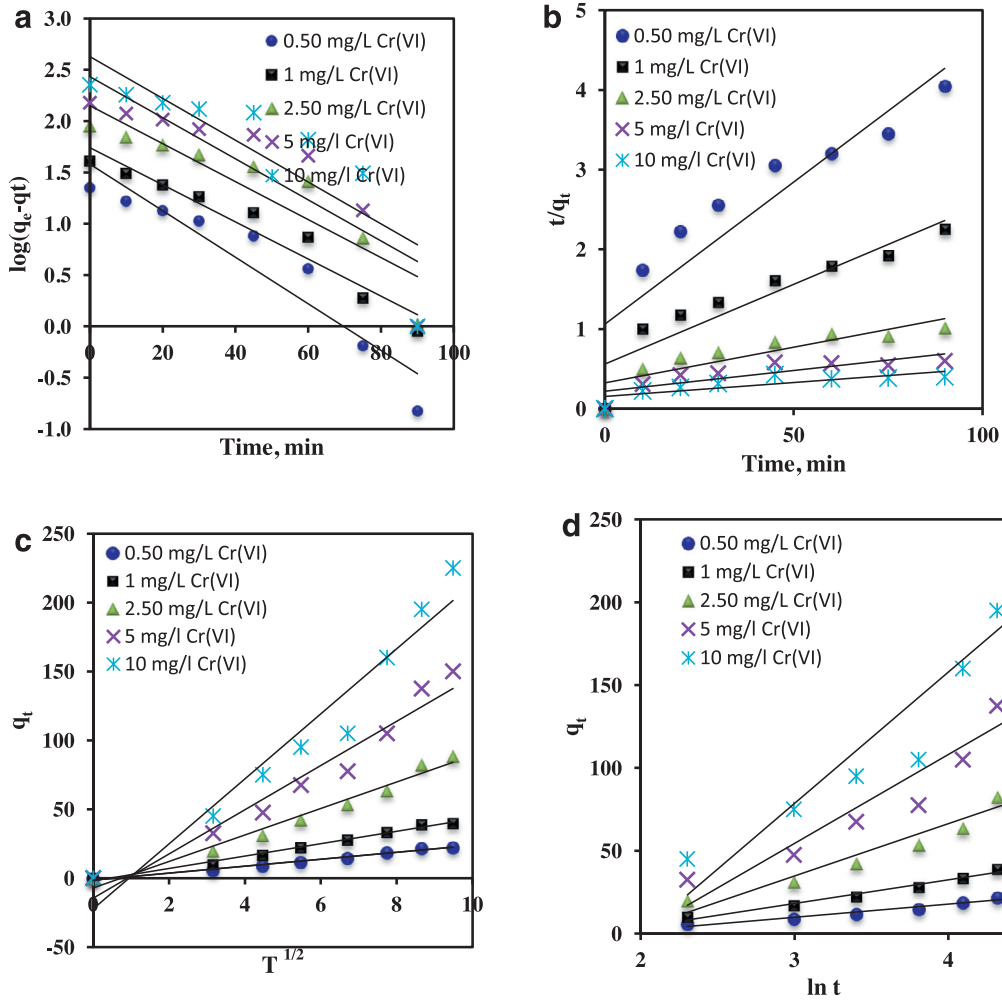 a
0.50 mg/L Cr(VI)
1 mg/L Cr(VI)
2.50 mg/L Cr(VI)
5 mg/l Cr(VI)
10 mg/l Cr(VI)
3.0
2.5
2.0
1.5
1.0
0.5
0.0
-0.5
-1.0
0
20
40
60
80
100
log(qe-qt)
Time, min
b
0.50 mg/L Cr(VI)
1 mg/L Cr(VI)
2.50 mg/L Cr(VI)
5 mg/l Cr(VI)
10 mg/l Cr(VI)
5
4
3
2
1
0
0
50
100
t/qt
Time, min
c
0.50 mg/L Cr(VI)
1 mg/L Cr(VI)
2.50 mg/L Cr(VI)
5 mg/l Cr(VI)
10 mg/l Cr(VI)
250
200
150
100
50
0
-50
0
2
4
6
8
10
qt
T 1/2
d
0.50 mg/L Cr(VI)
1 mg/L Cr(VI)
2.50 mg/L Cr(VI)
5 mg/l Cr(VI)
10 mg/l Cr(VI)
250
200
150
100
50
0
2
3
4
qt
ln t